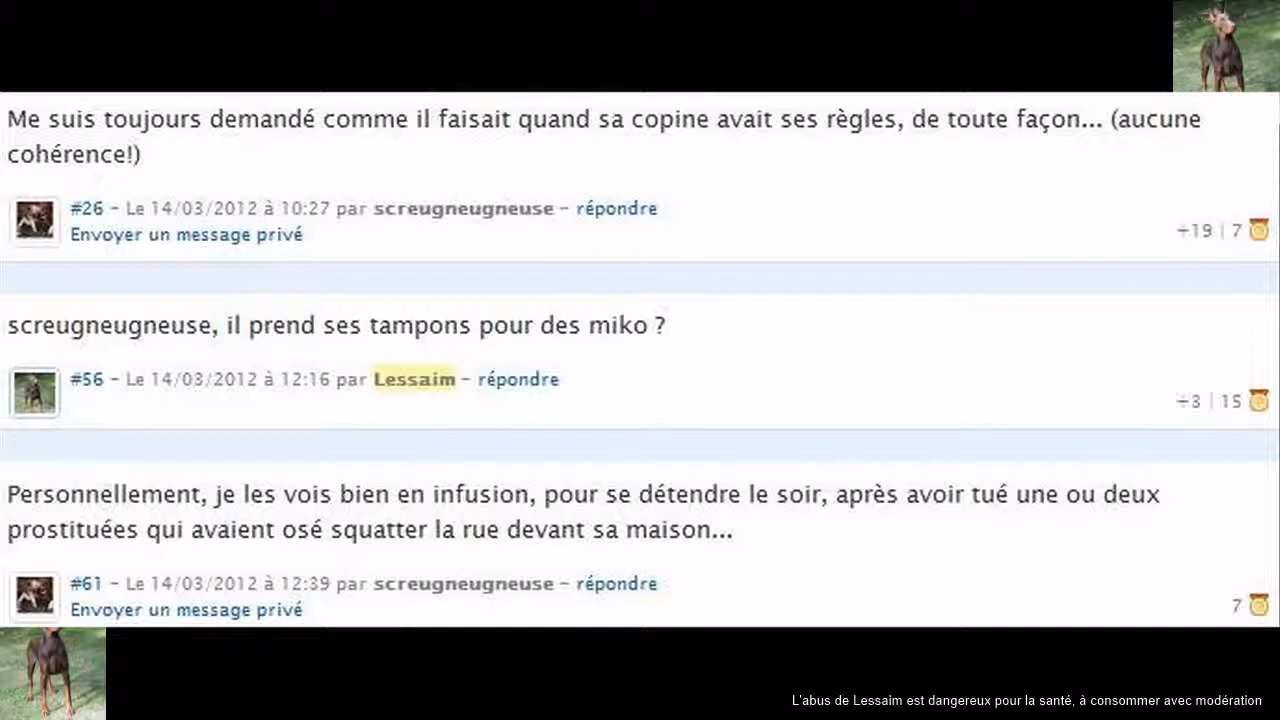 Me suis toujours demandé comme il faisait quand sa copine avait ses règles, de toute façon... (aucune
cohérence!)
#26 - Le 14/03/2012 à 10:27 par screugneugneuse - répondre
Envoyer un message privé
+19 | 7
screugneugneuse, il prend ses tampons pour des miko ?
#56 - Le 14/03/2012 à 12:16 par Lessaim - répondre
+3 | 15
Personnellement, je les vois bien en infusion, pour se détendre le soir, après avoir tué une ou deux
prostituées qui avaient osé squatter la rue devant sa maison...
#61 - Le 14/03/2012 à 12:39 par screugneugneuse - répondre
Envoyer un message privé
7
L'abus de Lessaim est dangereux pour la santé, à consommer avec modération